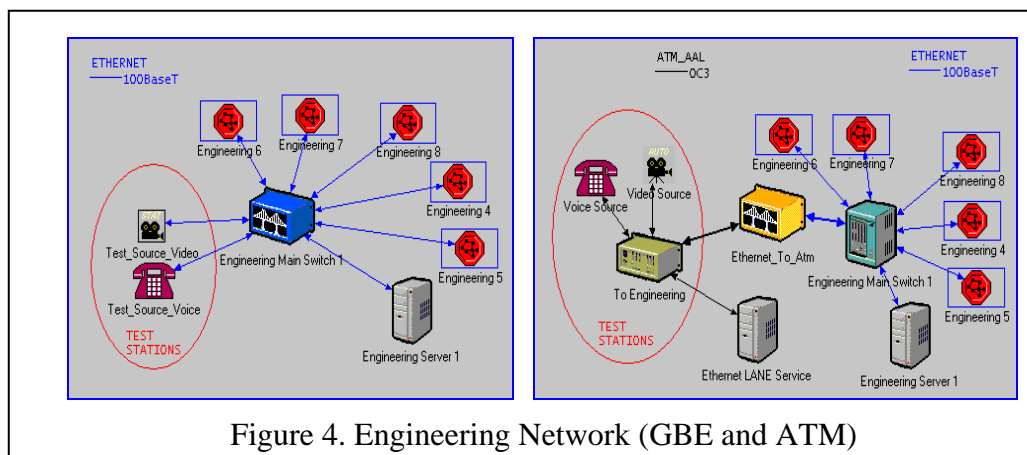 ETHERNET
100BaseT
Engineering 6
Engineering 7
Engineering 8
Engineering 4
Engineering 5
STAT
Test_Source_Video
Test_Source_Voice
Engineering Main Switch 1
TEST
STATIONS
Engineering Server 1
ATM_AAL
OC3
ETHERNET
100BaseT
AUTO
Voice Source
Video Source
Engineering 6
Engineering 7
Engineering 8
Engineering 4
Engineering 5
Ethernet_To_Atm
Engineering Main Switch 1
To Engineering
TEST
STATIONS
Ethernet LANE Service
Engineering Server 1
Figure 4. Engineering Network (GBE and ATM)